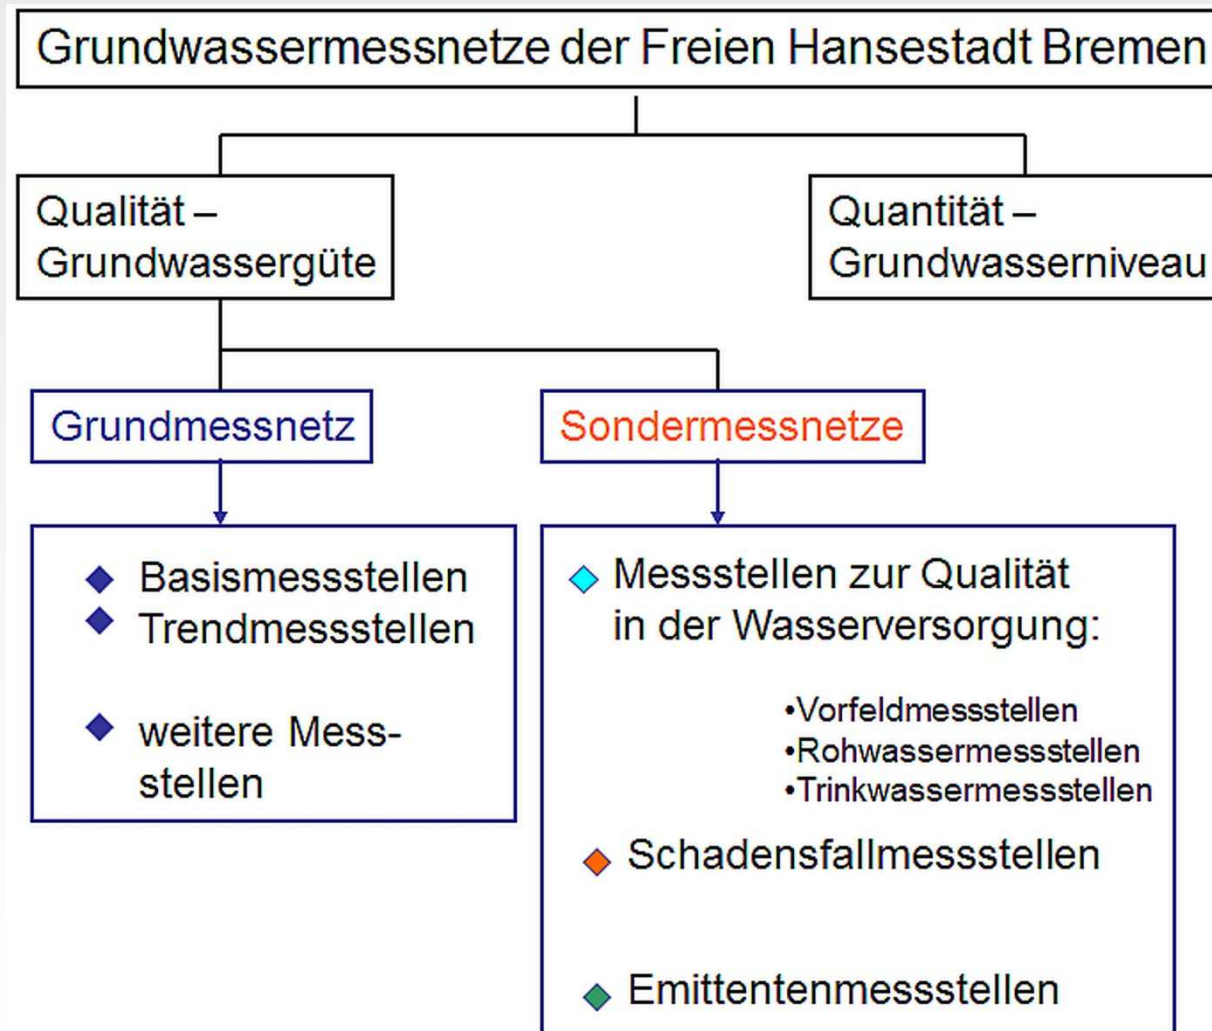 Grundwassermessnetze der Freien Hansestadt Bremen
Qualität –
Grundwassergüte
Quantität –
Grundwasserniveau
Grundmessnetz
Sondermessnetze
Basismessstellen
Trendmessstellen
weitere Mess-
stellen
Messstellen zur Qualität
in der Wasserversorgung:
•Vorfeldmessstellen
•Rohwassermessstellen
•Trinkwassermessstellen
Schadensfallmessstellen
Emittentenmessstellen